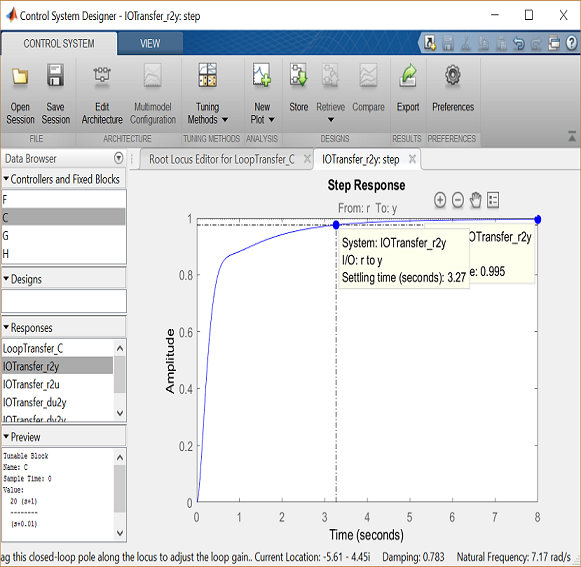 Control System Designer - IOTransfer_r2y: step
CONTROL SYSTEM VIEW
Open Session
Save Session
Edit Architecture
Multimodel Configuration
Tuning Methods
New Plot
Store
Retrieve
Compare
Export
Preferences
FILE ARCHITECTURE TUNING METHODS ANALYSIS DESIGNS RESULTS PREFERENCES
Data Browser
Controllers and Fixed Blocks
F
C
G
H
Designs
Responses
LoopTransfer_C
IOTransfer_r2y
IOTransfer_r2u
IOTransfer_du2y
IOTransfer_dy2y
Preview
Tunable Block
Name: C
Sample Time: 0
Value:
20 (s+1)
--------
(s+0.01)
Root Locus Editor for LoopTransfer_C
IOTransfer_r2y: step
Step Response
From: r To: y
1
0.8
0.6
0.4
0.2
0
Amplitude
System: IOTransfer_r2y
I/O: r to y
Settling time (seconds): 3.27
OTransfer_r2y
e: 0.995
0 1 2 3 4 5 6 7 8
Time (seconds)
ag this closed-loop pole along the locus to adjust the loop gain.. Current Location: -5.61 - 4.45i Damping: 0.783 Natural Frequency: 7.17 rad/s